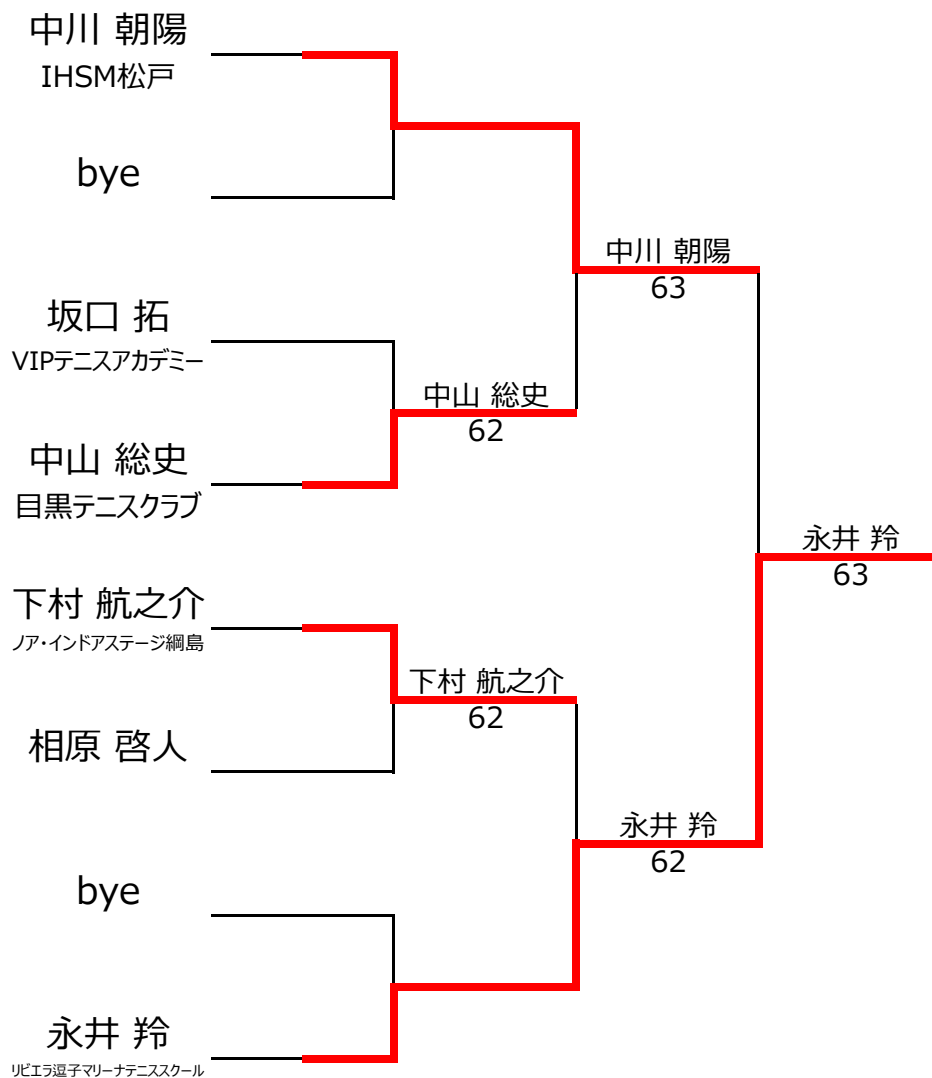 中川 朝陽
IHSM松戸
bye
坂口 拓
VIPテニスアカデミー
中山 総史
目黒テニスクラブ
下村 航之介
ノア・インドアステージ綱島
相原 啓人
bye
永井 羚
リビエラ逗子マリーナテニススクール
中山 総史
62
下村 航之介
62
中川 朝陽
63
永井 羚
62
永井 羚
63